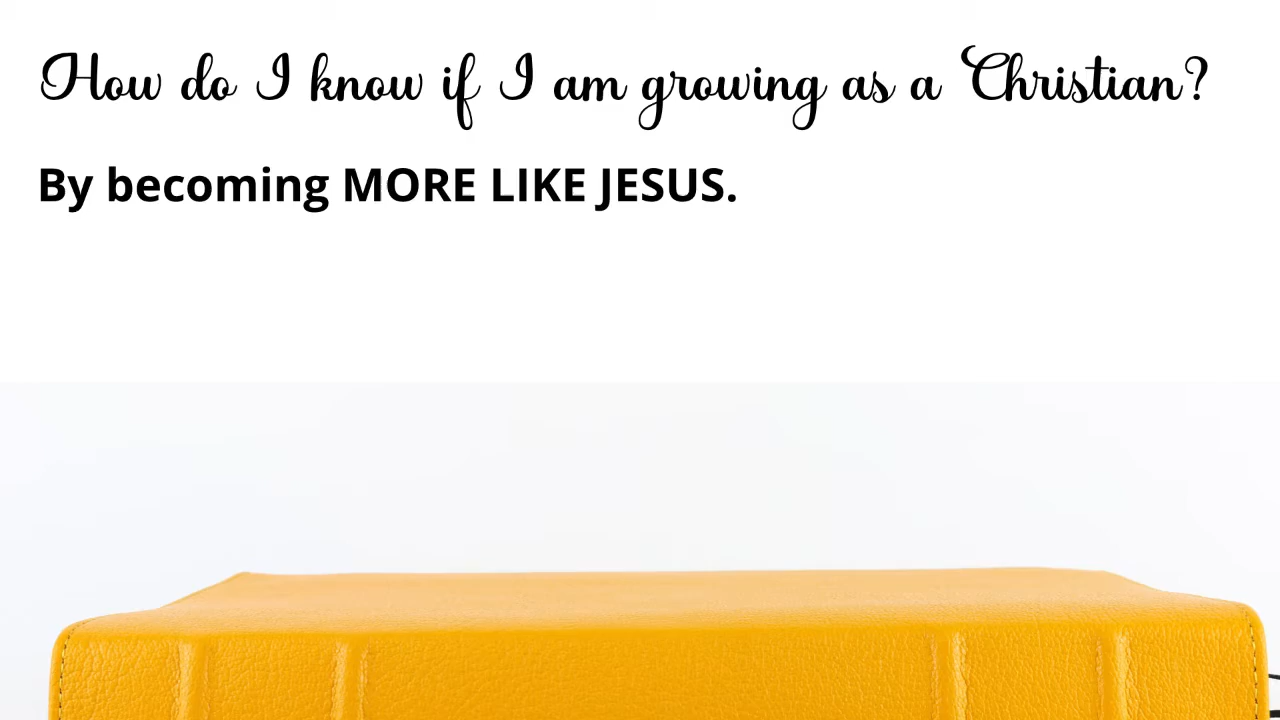 How do I know if I am growing as a Christian?
By becoming MORE LIKE JESUS.